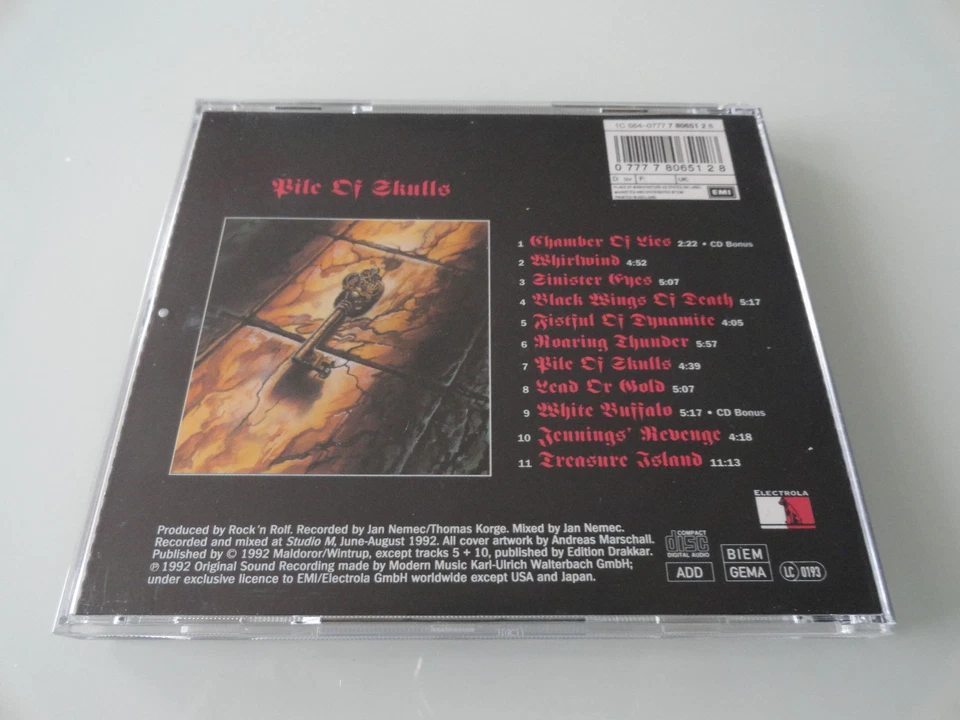 1C 064-0777 7 80651 2 5
0 7777 80651 2 8
EMI
Pile Of Skulls
1 Chamber Of Lies 2:22 • CD Bonus
2 Whirlwind 4:52
3 Sinister Eyes 5:07
4 Black Wings Of Death 5:17
5 Fistful Of Dynamite 4:05
6 Roaring Thunder 5:57
7 Pile Of Skulls 4:39
8 Lead Or Gold 5:07
9 White Buffalo 5:17 • CD Bonus
10 Jennings' Revenge 4:18
11 Treasure Island 11:13
ELECTROLA
Produced by Rock'n Rolf. Recorded by Jan Nemec/Thomas Korge. Mixed by Jan Nemec.
Recorded and mixed at Studio M, June-August 1992. All cover artwork by Andreas Marschall.
Published by © 1992 Maldoror/Wintrup, except tracks 5 + 10, published by Edition Drakkar.
℗ 1992 Original Sound Recording made by Modern Music Karl-Ulrich Walterbach GmbH;
under exclusive licence to EMI/Electrola GmbH worldwide except USA and Japan.
COMPACT
disc
DIGITAL AUDIO
ADD
BIEM
GEMA
LC 0193